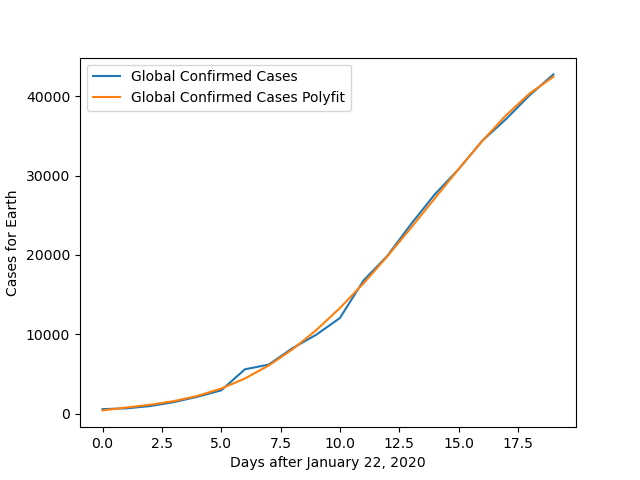 Global Confirmed Cases
Global Confirmed Cases Polyfit
40000
30000
20000
10000
0
Cases for Earth
0.0 2.5 5.0 7.5 10.0 12.5 15.0 17.5
Days after January 22, 2020